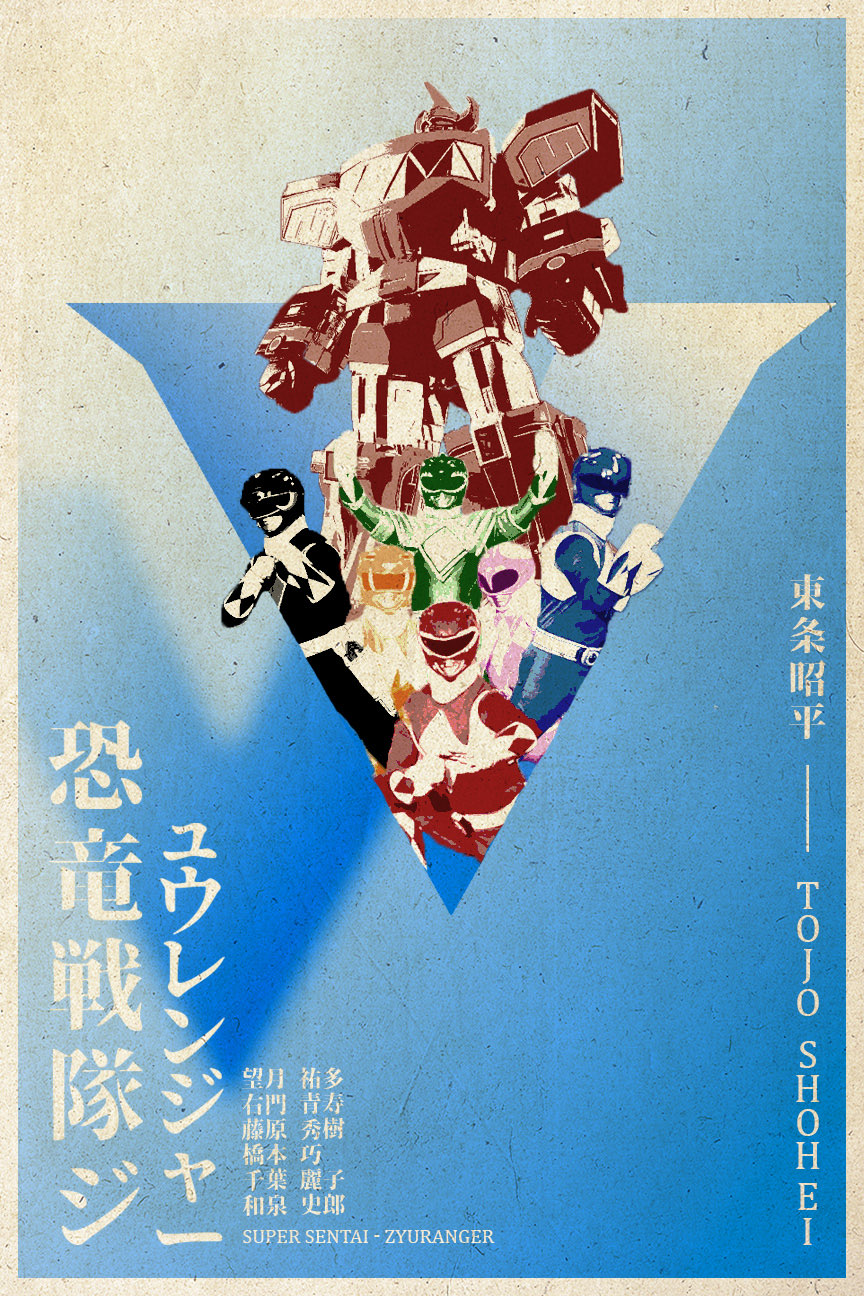 東条昭平 — TOJO SHOHEI
恐竜戦隊ジ
ュウレンジャー
望月 祐多
右門 青寿
藤原 秀樹
橋本 巧
千葉 麗子
和泉 史郎
SUPER SENTAI - ZYURANGER